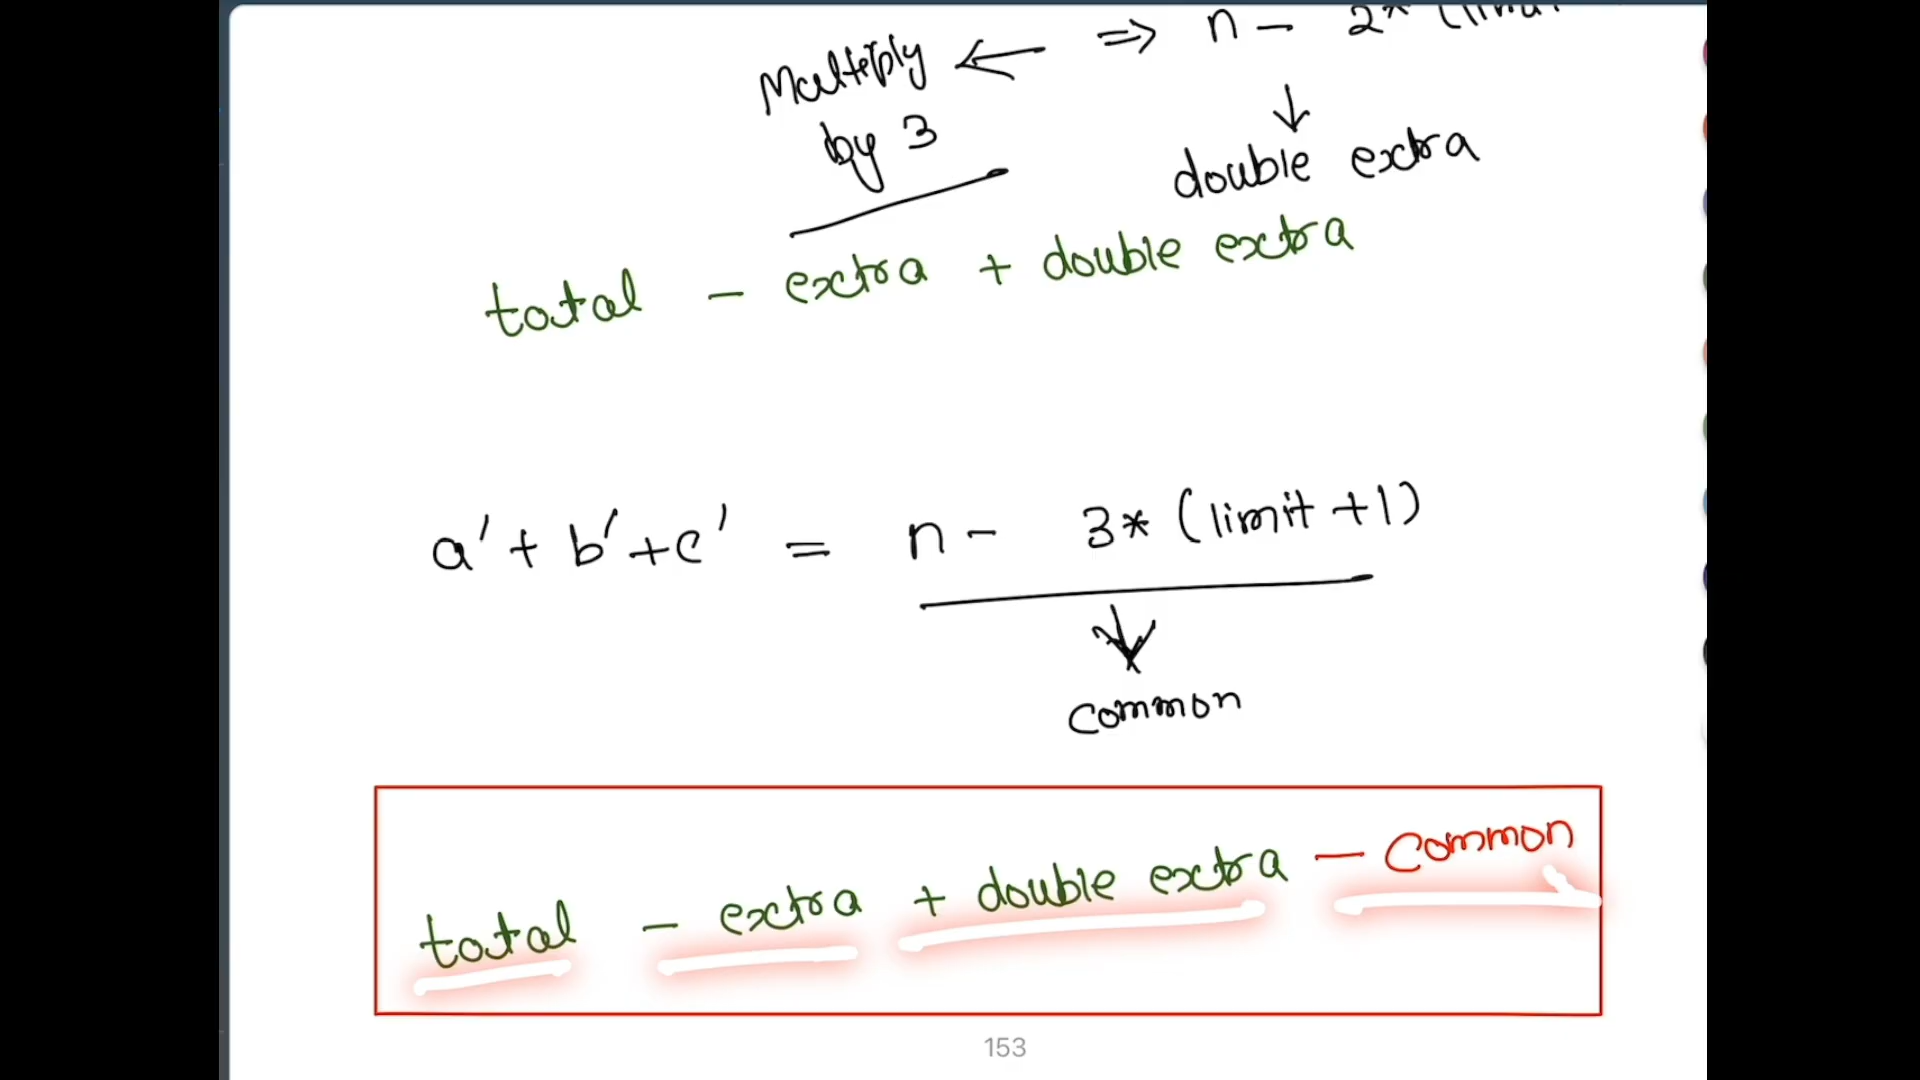 Multiply ← ⇒ n - 2*
by 3
↓
double extra
total - extra + double extra
a' + b' + c' = n - 3* (limit +1)
↓
common
total - extra + double extra - common
153